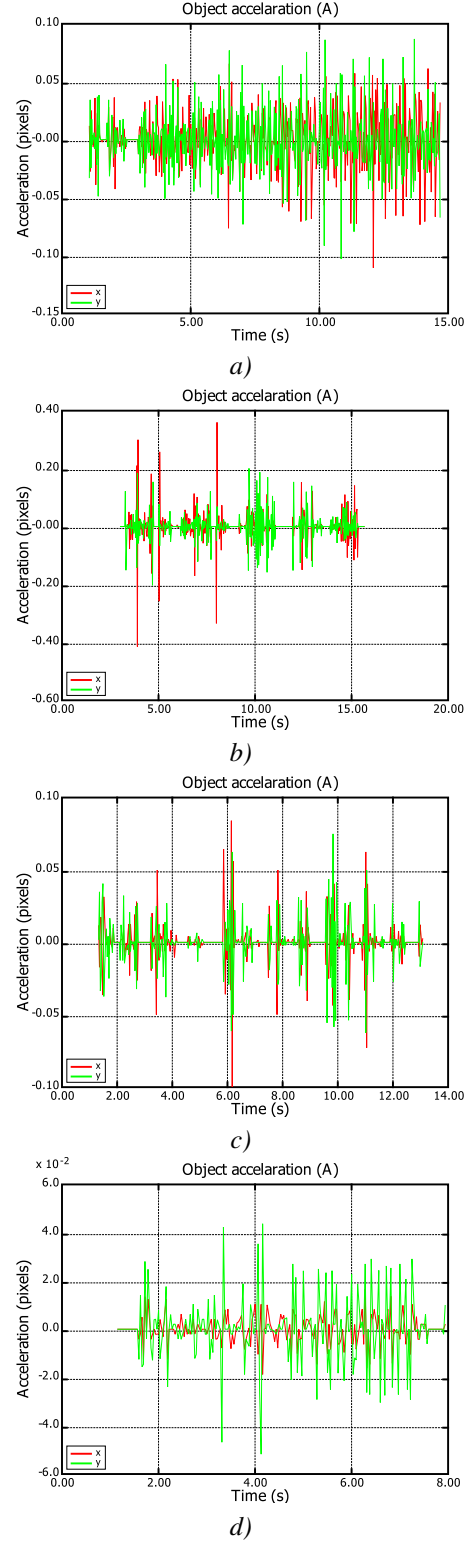 Object accelaration (A)
0.10
0.05
-0.00
-0.05
-0.10
-0.15
Acceleration (pixels)
x
y
0.00 5.00 10.00 15.00
Time (s)
a)
Object accelaration (A)
0.40
0.20
-0.00
-0.20
-0.40
-0.60
Acceleration (pixels)
x
y
0.00 5.00 10.00 15.00 20.00
Time (s)
b)
Object accelaration (A)
0.10
0.05
0.00
-0.05
-0.10
Acceleration (pixels)
x
y
0.00 2.00 4.00 6.00 8.00 10.00 12.00 14.00
Time (s)
c)
x 10-2
Object accelaration (A)
6.0
4.0
2.0
0.0
-2.0
-4.0
-6.0
Acceleration (pixels)
x
y
0.00 2.00 4.00 6.00 8.00
Time (s)
d)